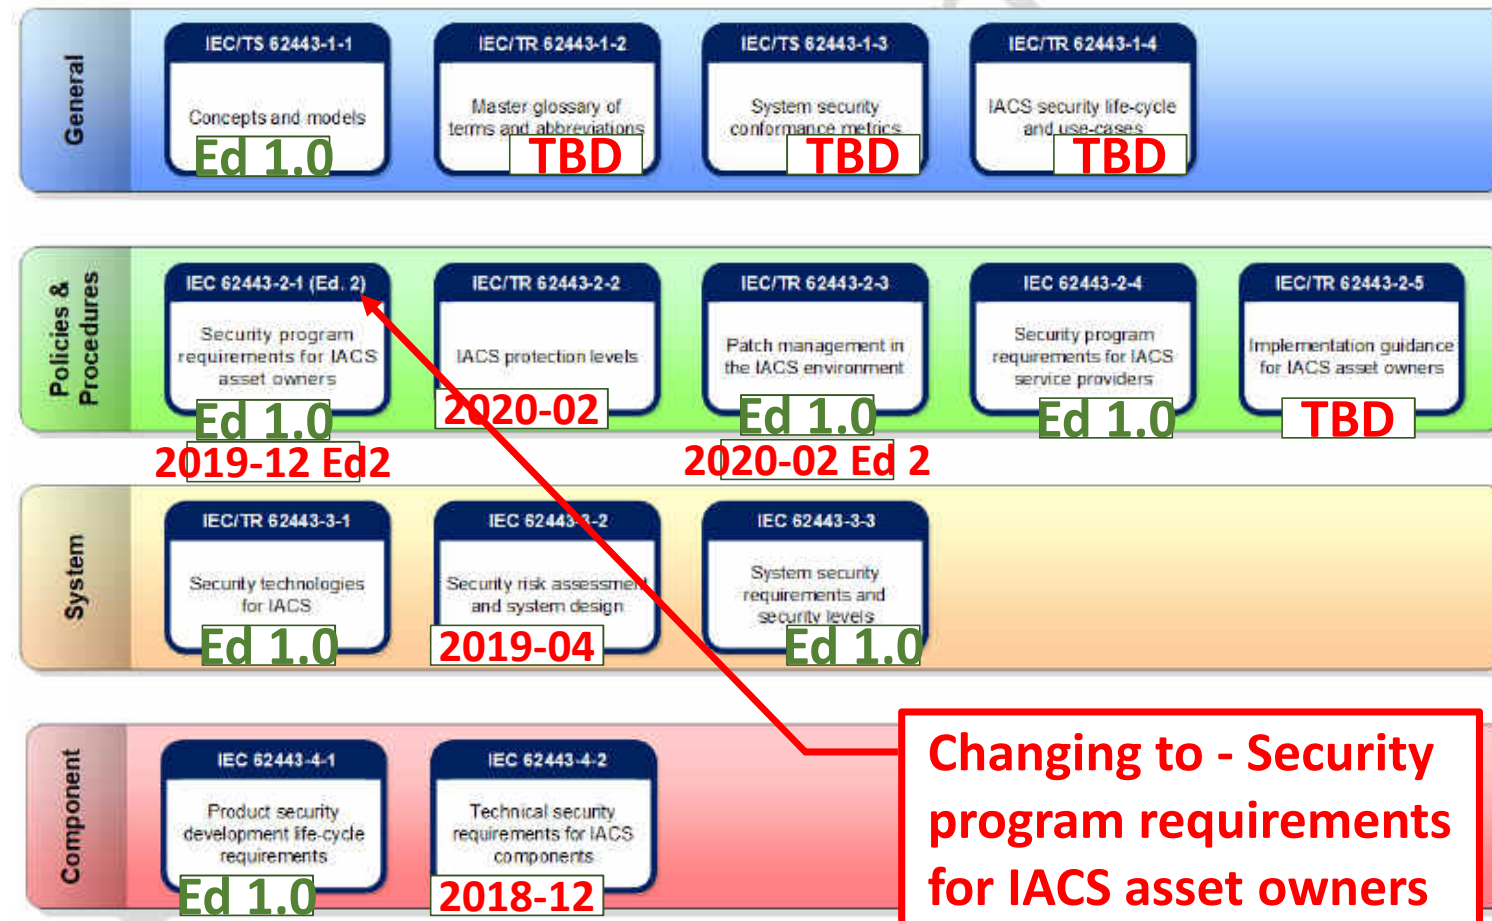 General
IEC/TS 62443-1-1
Concepts and models
Ed 1.0
IEC/TR 62443-1-2
Master glossary of
terms and abbreviations
TBD
IEC/TS 62443-1-3
System security
conformance metrics
TBD
IEC/TR 62443-1-4
IACS security life-cycle
and use-cases
TBD
Policies &
Procedures
IEC 62443-2-1 (Ed. 2)
Security program
requirements for IACS
asset owners
Ed 1.0
2019-12 Ed2
IEC/TR 62443-2-2
IACS protection levels
2020-02
IEC/TR 62443-2-3
Patch management in
the IACS environment
Ed 1.0
2020-02 Ed 2
IEC 62443-2-4
Security program
requirements for IACS
service providers
Ed 1.0
IEC/TR 62443-2-5
Implementation guidance
for IACS asset owners
TBD
System
IEC/TR 62443-3-1
Security technologies
for IACS
Ed 1.0
IEC 62443-3-2
Security risk assessment
and system design
2019-04
IEC 62443-3-3
System security
requirements and
security levels
Ed 1.0
Component
IEC 62443-4-1
Product security
development life-cycle
requirements
Ed 1.0
IEC 62443-4-2
Technical security
requirements for IACS
components
2018-12
Changing to - Security
program requirements
for IACS asset owners